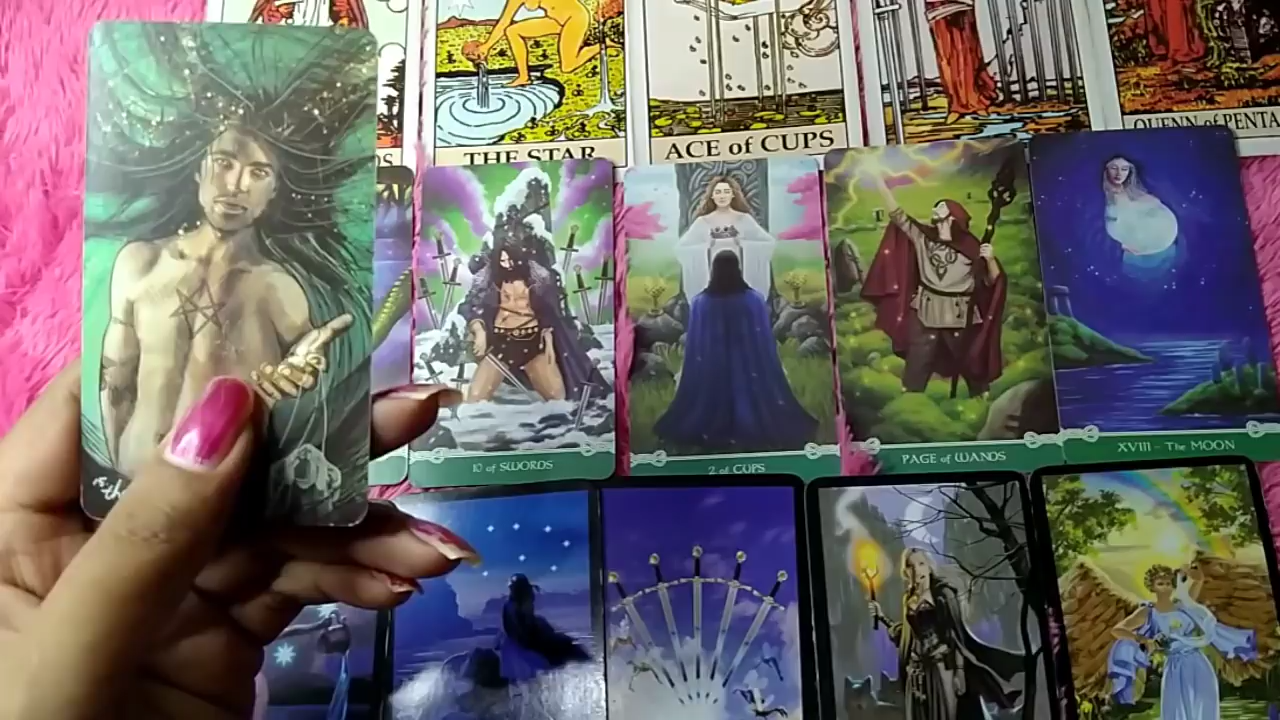 THE STAR
ACE of CUPS
QUENN of PENTA
10 of SWORDS
2 of CUPS
PAGE of WANDS
XVIII - The MOON